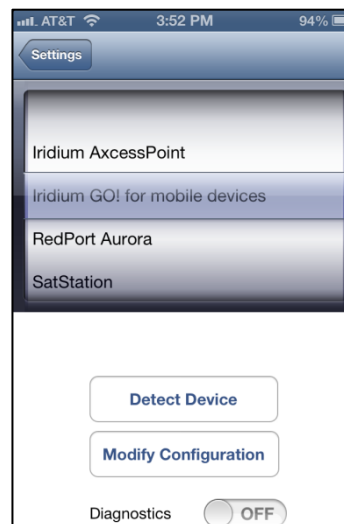 AT&T 3:52 PM 94%
Settings
Iridium AxcessPoint
Iridium GO! for mobile devices
RedPort Aurora
SatStation
Detect Device
Modify Configuration
Diagnostics OFF